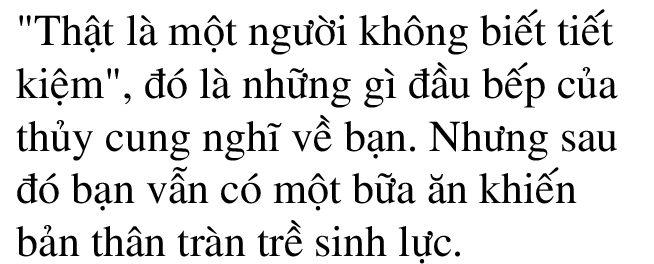 "Thật là một người không biết tiết
kiệm", đó là những gì đầu bếp của
thủy cung nghĩ về bạn. Nhưng sau
đó bạn vẫn có một bữa ăn khiến
bản thân tràn trề sinh lực.